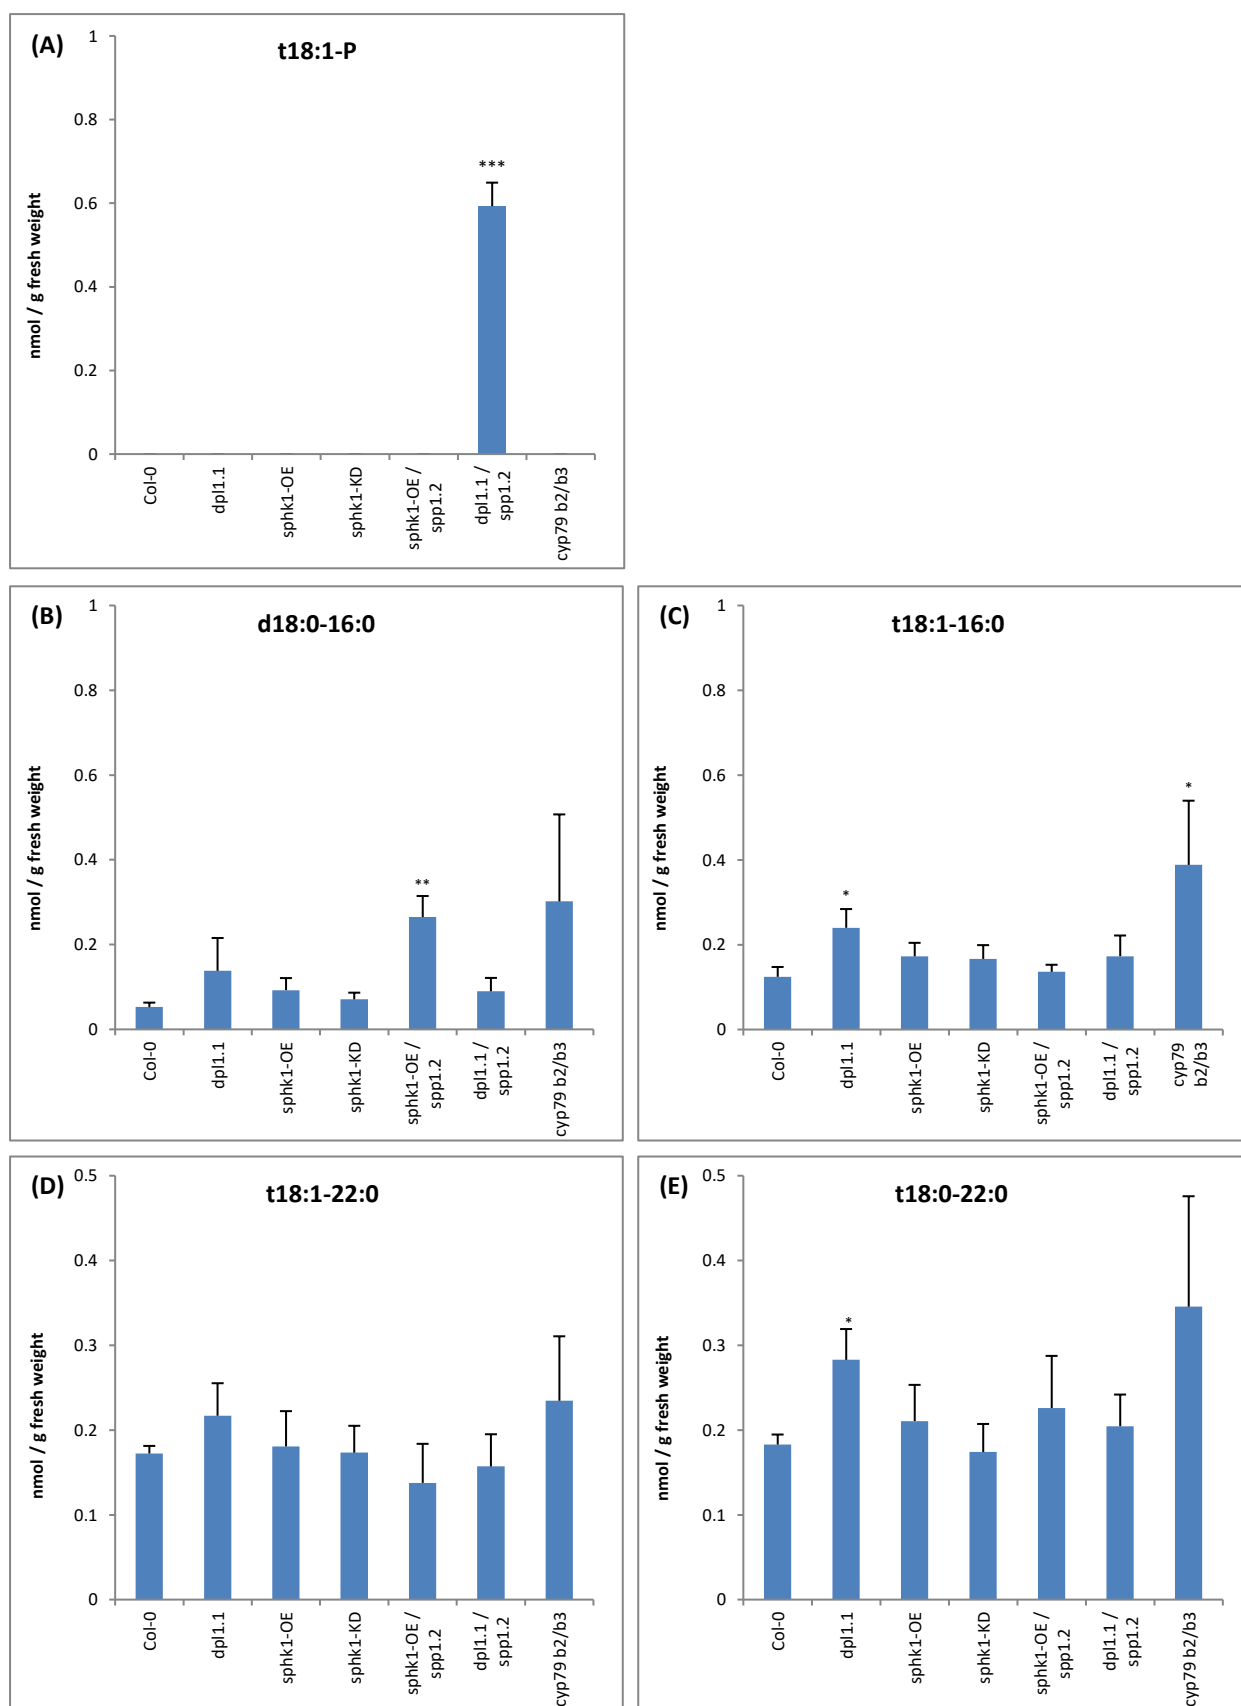 (A)
t18:1-P
nmol / g fresh weight
1
0.8
0.6
0.4
0.2
0
***
Col-0
dpl1.1
sphk1-OE
sphk1-KD
sphk1-OE /
spp1.2
dpl1.1 /
spp1.2
cyp79 b2/b3
(B)
d18:0-16:0
nmol / g fresh weight
1
0.8
0.6
0.4
0.2
0
**
Col-0
dpl1.1
sphk1-OE
sphk1-KD
sphk1-OE /
spp1.2
dpl1.1 /
spp1.2
cyp79 b2/b3
(C)
t18:1-16:0
nmol / g fresh weight
1
0.8
0.6
0.4
0.2
0
*
*
Col-0
dpl1.1
sphk1-OE
sphk1-KD
sphk1-OE /
spp1.2
dpl1.1 /
spp1.2
cyp79
b2/b3
(D)
t18:1-22:0
nmol / g fresh weight
0.5
0.4
0.3
0.2
0.1
0
Col-0
dpl1.1
sphk1-OE
sphk1-KD
sphk1-OE /
spp1.2
dpl1.1 /
spp1.2
cyp79 b2/b3
(E)
t18:0-22:0
nmol / g fresh weight
0.5
0.4
0.3
0.2
0.1
0
*
Col-0
dpl1.1
sphk1-OE
sphk1-KD
sphk1-OE /
spp1.2
dpl1.1 /
spp1.2
cyp79 b2/b3